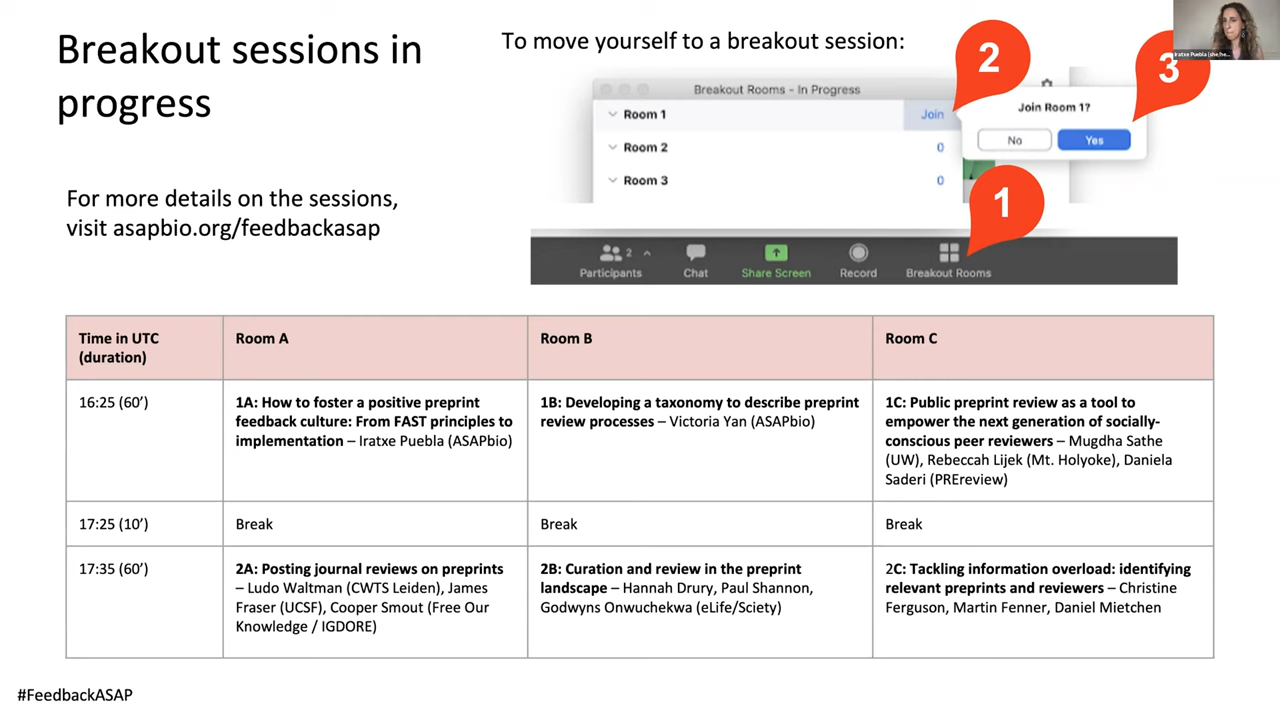 Breakout sessions in
progress
For more details on the sessions,
visit asapbio.org/feedbackasap
To move yourself to a breakout session:
Breakout Rooms - In Progress
Room 1
Join
Room 2
0
Room 3
0
2
Join Room 1?
No
Yes
3
Iratxe Puebla (she/he...
1
2
Participants
Chat
Share Screen
Record
Breakout Rooms
Time in UTC
(duration)
Room A
Room B
Room C
16:25 (60’)
1A: How to foster a positive preprint
feedback culture: From FAST principles to
implementation – Iratxe Puebla (ASAPbio)
1B: Developing a taxonomy to describe preprint
review processes – Victoria Yan (ASAPbio)
1C: Public preprint review as a tool to
empower the next generation of socially-
conscious peer reviewers – Mugdha Sathe
(UW), Rebeccah Lijek (Mt. Holyoke), Daniela
Saderi (PREreview)
17:25 (10’)
Break
Break
Break
17:35 (60’)
2A: Posting journal reviews on preprints
– Ludo Waltman (CWTS Leiden), James
Fraser (UCSF), Cooper Smout (Free Our
Knowledge / IGDORE)
2B: Curation and review in the preprint
landscape – Hannah Drury, Paul Shannon,
Godwyns Onwuchekwa (eLife/Sciety)
2C: Tackling information overload: identifying
relevant preprints and reviewers – Christine
Ferguson, Martin Fenner, Daniel Mietchen
#FeedbackASAP